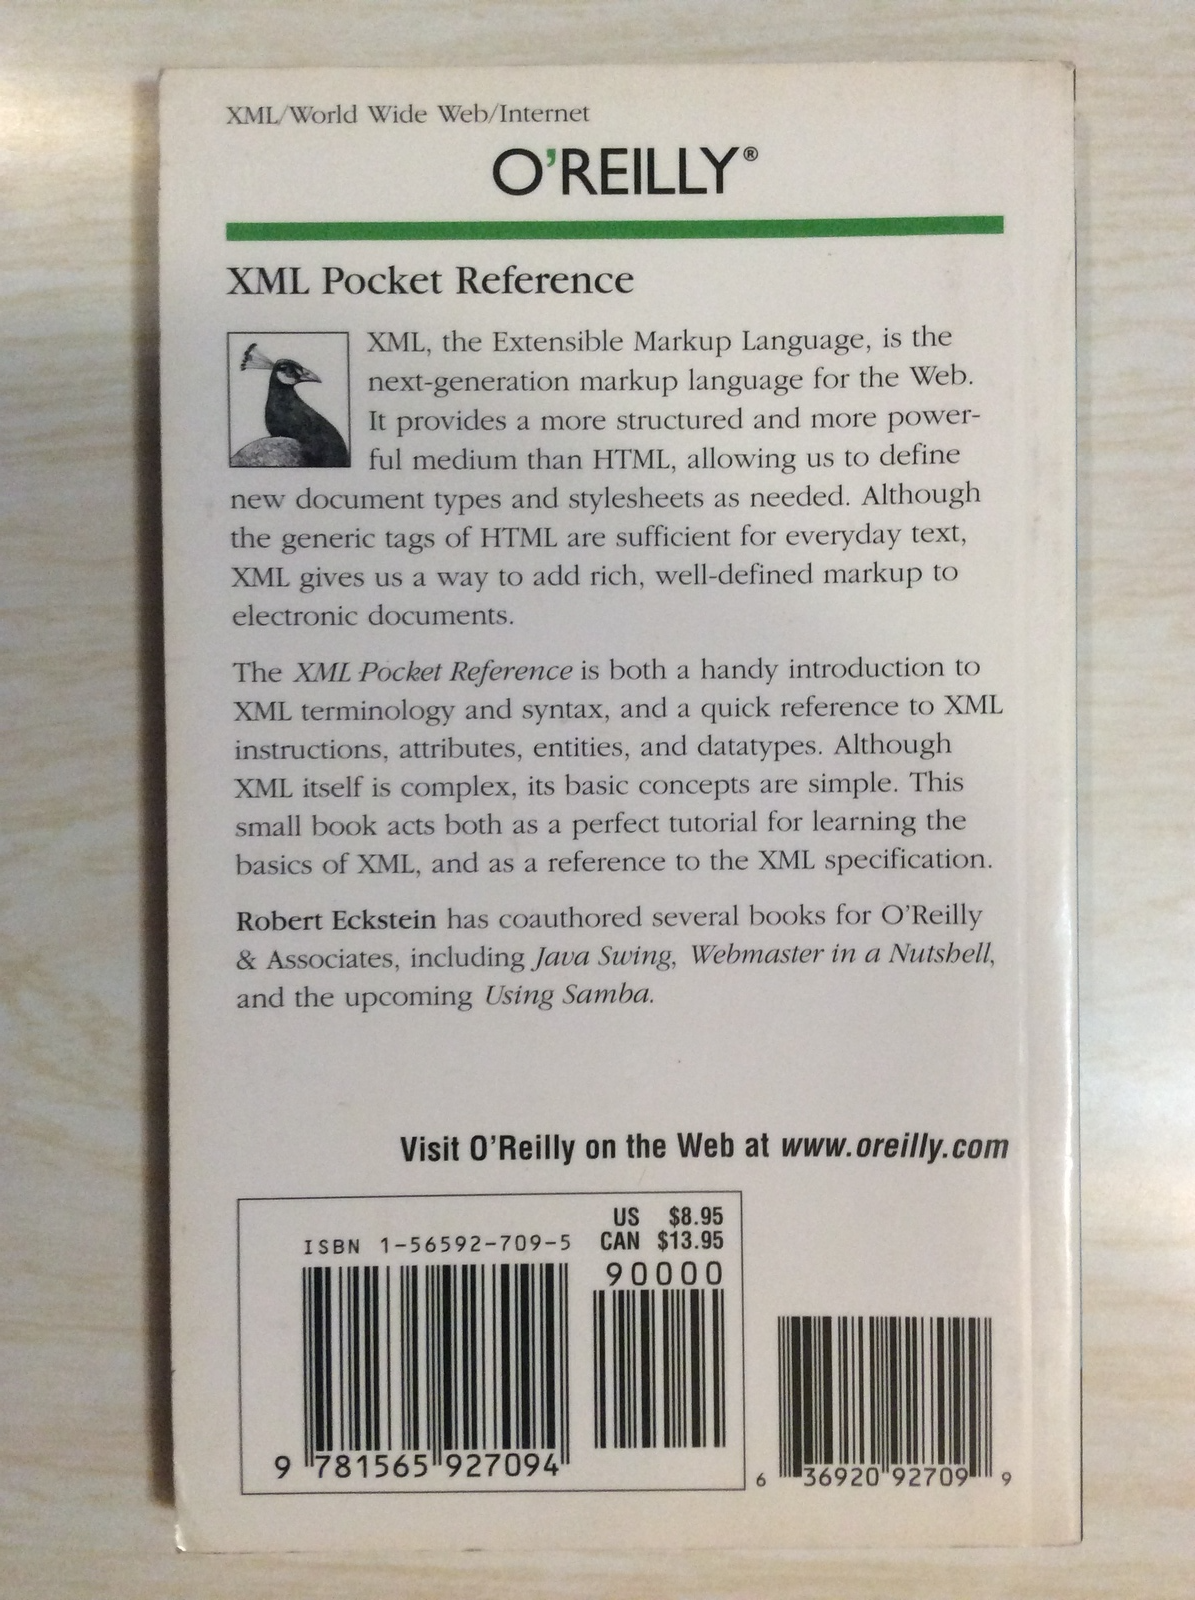 XML/World Wide Web/Internet
O'REILLY®
XML Pocket Reference
XML, the Extensible Markup Language, is the
next-generation markup language for the Web.
It provides a more structured and more power-
ful medium than HTML, allowing us to define
new document types and stylesheets as needed. Although
the generic tags of HTML are sufficient for everyday text,
XML gives us a way to add rich, well-defined markup to
electronic documents.
The XML Pocket Reference is both a handy introduction to
XML terminology and syntax, and a quick reference to XML
instructions, attributes, entities, and datatypes. Although
XML itself is complex, its basic concepts are simple. This
small book acts both as a perfect tutorial for learning the
basics of XML, and as a reference to the XML specification.
Robert Eckstein has coauthored several books for O'Reilly
& Associates, including Java Swing, Webmaster in a Nutshell,
and the upcoming Using Samba.
Visit O'Reilly on the Web at www.oreilly.com
US $8.95
ISBN 1-56592-709-5 CAN $13.95
90000
9 781565 927094
6 36920 92709 9